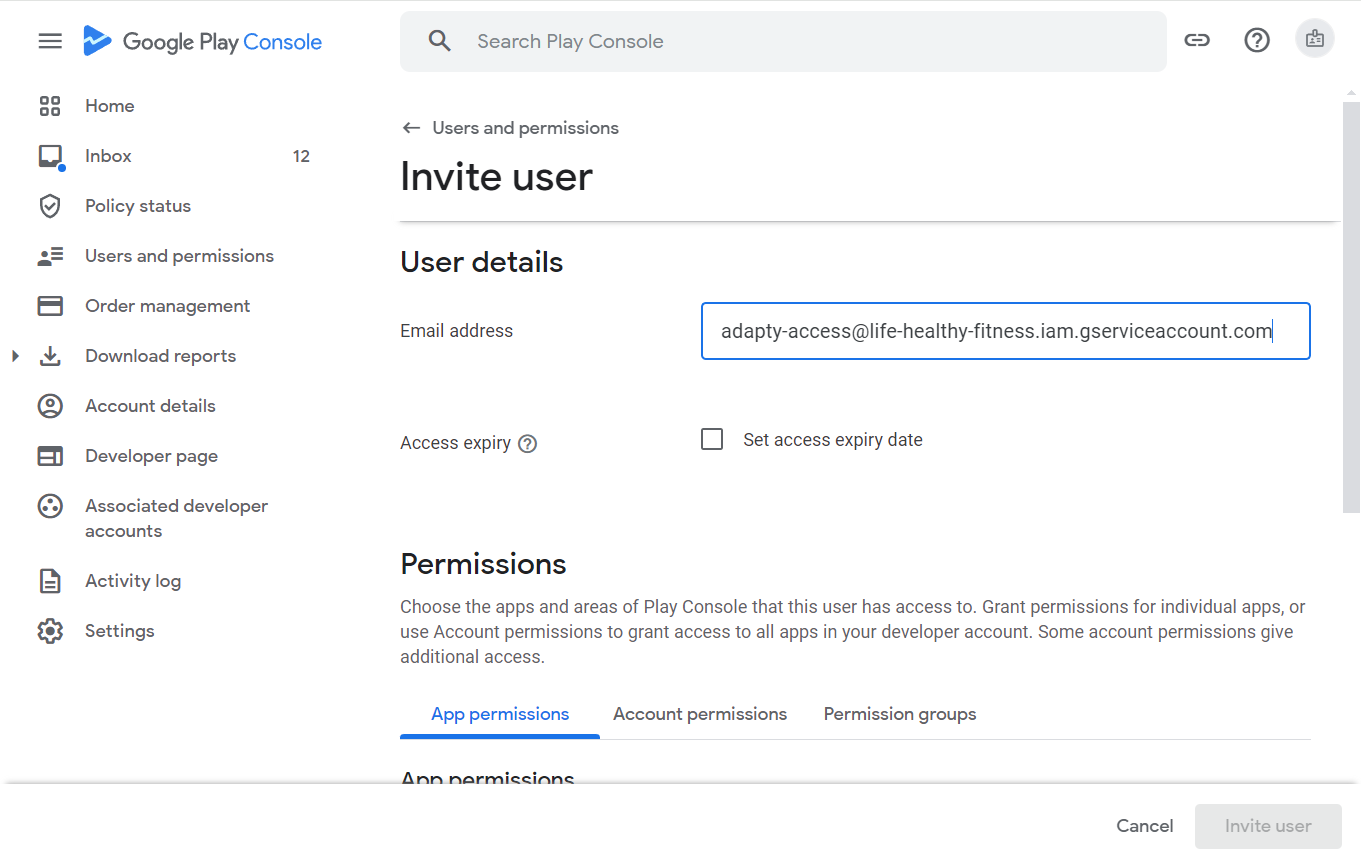 Google Play Console
Search Play Console
Home
Inbox 12
Policy status
Users and permissions
Order management
Download reports
Account details
Developer page
Associated developer
accounts
Activity log
Settings
Users and permissions
Invite user
User details
Email address
adapty-access@life-healthy-fitness.iam.gserviceaccount.com
Access expiry
Set access expiry date
Permissions
Choose the apps and areas of Play Console that this user has access to. Grant permissions for individual apps, or
use Account permissions to grant access to all apps in your developer account. Some account permissions give
additional access.
App permissions Account permissions Permission groups
App permissions
Cancel Invite user